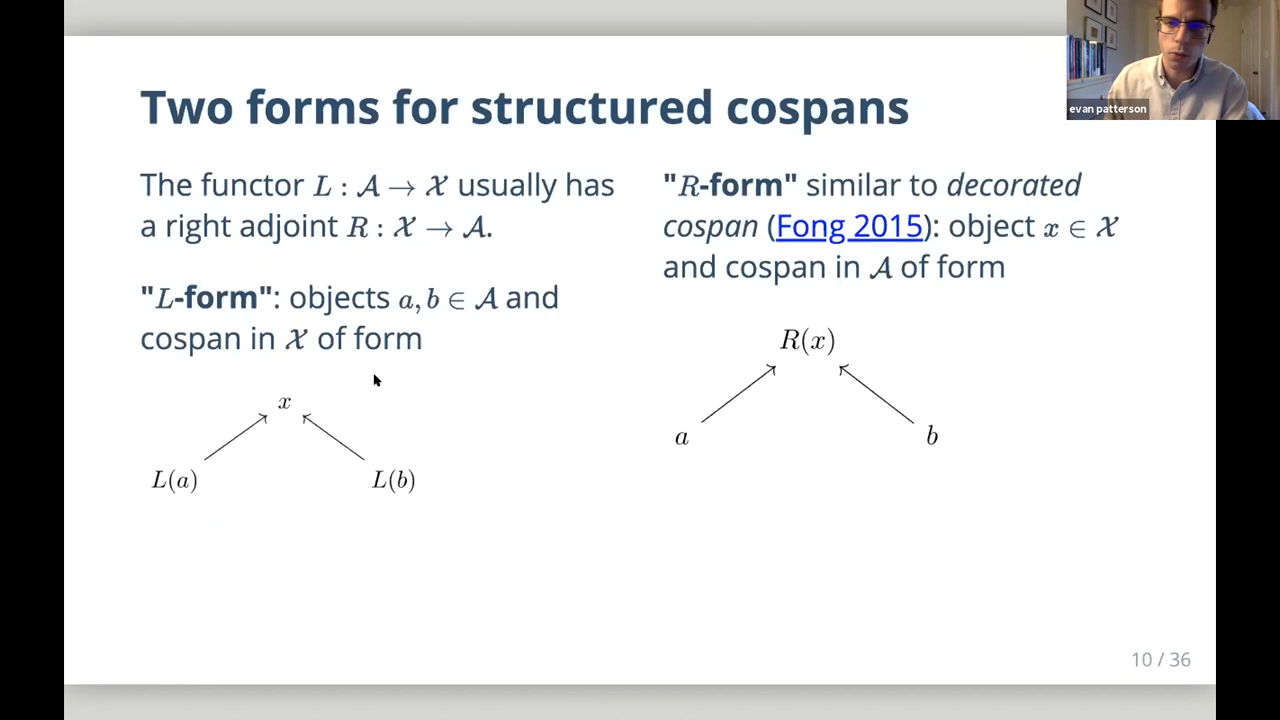 Two forms for structured cospans
evan patterson
The functor L : 𝒜 → 𝒳 usually has
a right adjoint R : 𝒳 → 𝒜.
"L-form": objects a, b ∈ 𝒜 and
cospan in 𝒳 of form
x
L(a)
L(b)
"R-form" similar to decorated
cospan (Fong 2015): object x ∈ 𝒳
and cospan in 𝒜 of form
R(x)
a
b
10 / 36